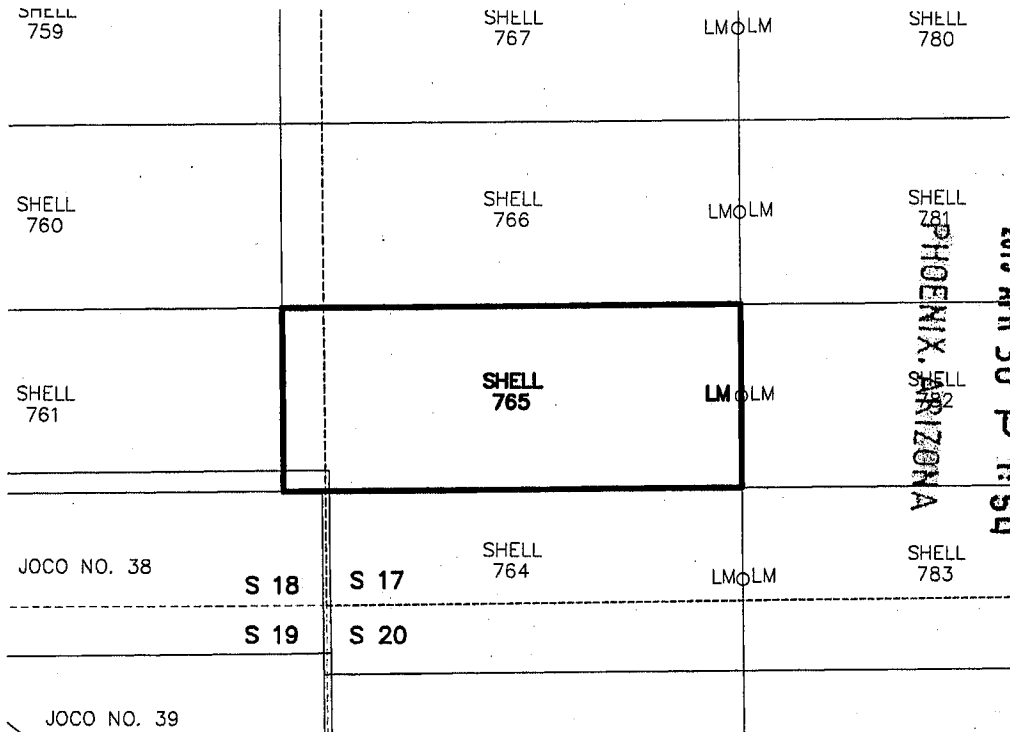 SHELL
759
SHELL
767
LM LM
SHELL
780
SHELL
760
SHELL
766
LM LM
SHELL
781
SHELL
761
SHELL
765
LM LM
SHELL
782
PHOENIX, ARIZONA
JOCO NO. 38
SHELL
764
LM LM
SHELL
783
S 18
S 17
S 19
S 20
JOCO NO. 39